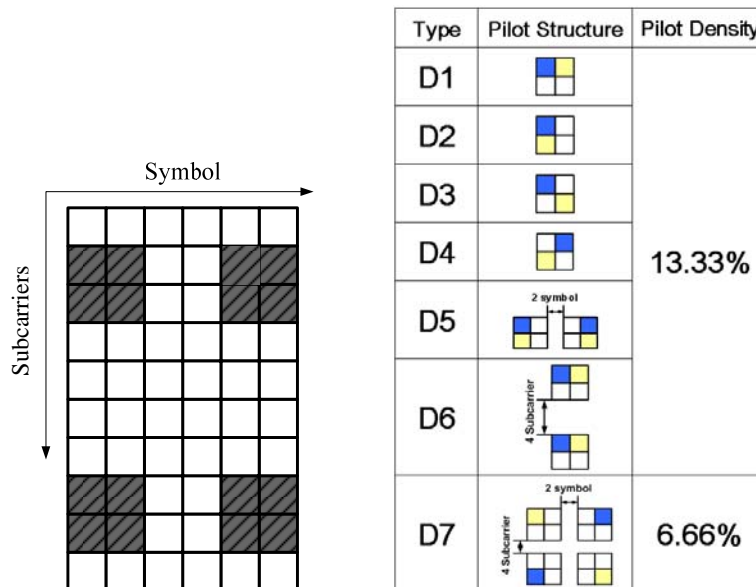 Symbol
Subcarriers
Type Pilot Structure Pilot Density
D1
D2
D3
D4
13.33%
D5
2 symbol
D6
4 Subcarrier
D7
2 symbol
4 Subcarrier
6.66%